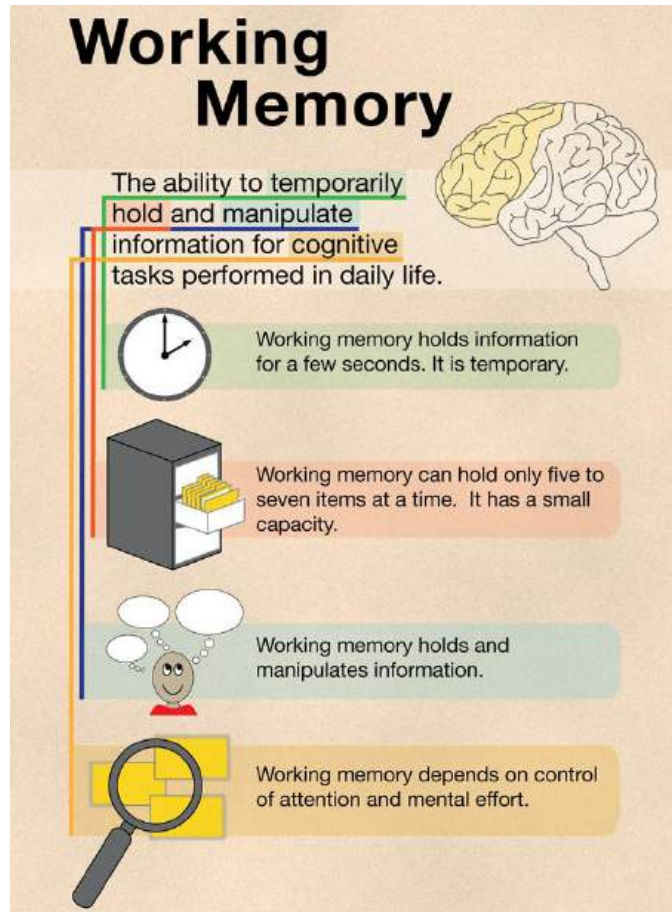 Working
Memory
The ability to temporarily
hold and manipulate
information for cognitive
tasks performed in daily life.
Working memory holds information
for a few seconds. It is temporary.
Working memory can hold only five to
seven items at a time. It has a small
capacity.
Working memory holds and
manipulates information.
Working memory depends on control
of attention and mental effort.